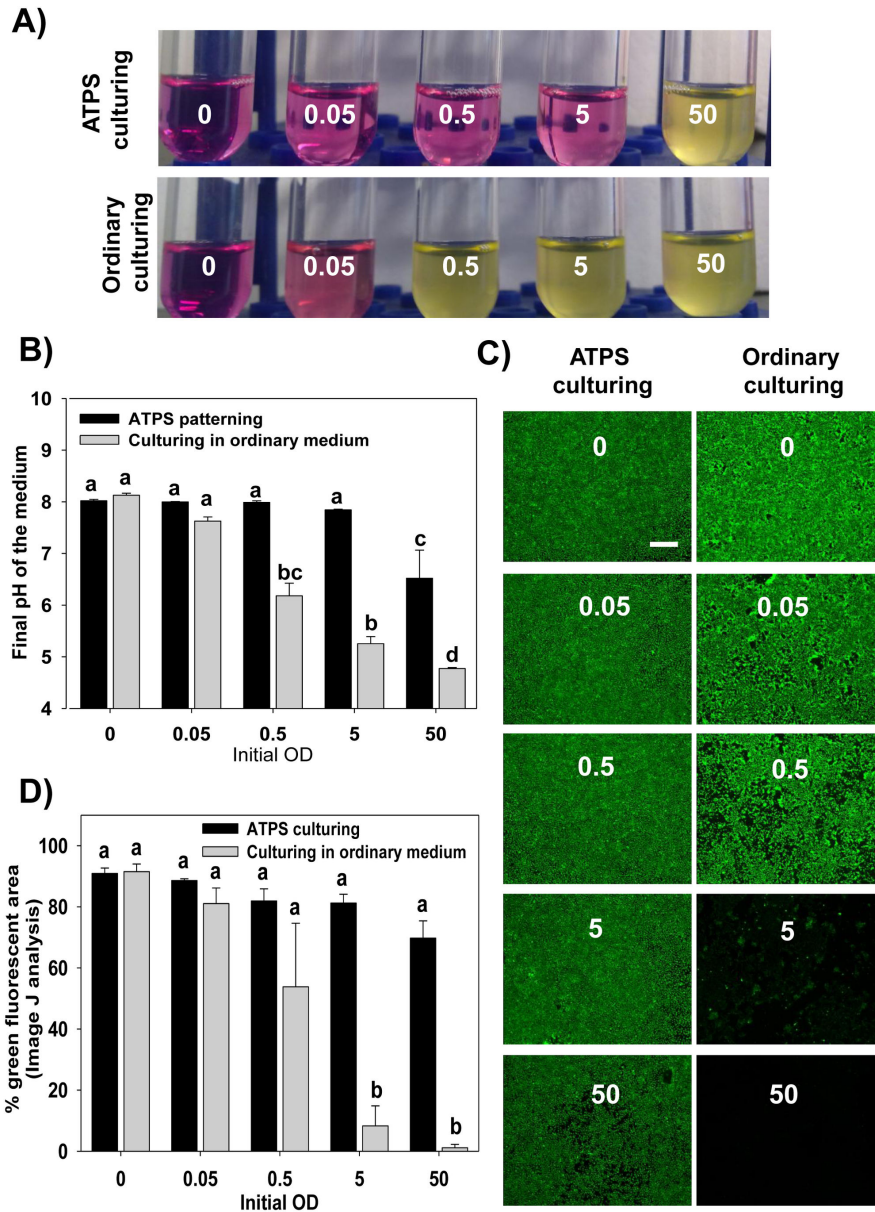 A)
ATPS
culturing
0 0.05 0.5 5 50
Ordinary
culturing
0 0.05 0.5 5 50
B)
10
9
8
7
6
5
4
Final pH of the medium
ATPS patterning
Culturing in ordinary medium
a a a a a bc a b c d
0 0.05 0.5 5 50
Initial OD
C)
ATPS
culturing
Ordinary
culturing
0 0
0.05 0.05
0.5 0.5
5 5
50 50
D)
100
80
60
40
20
0
% green fluorescent area
(Image J analysis)
ATPS culturing
Culturing in ordinary medium
a a a a a a a b a b
0 0.05 0.5 5 50
Initial OD